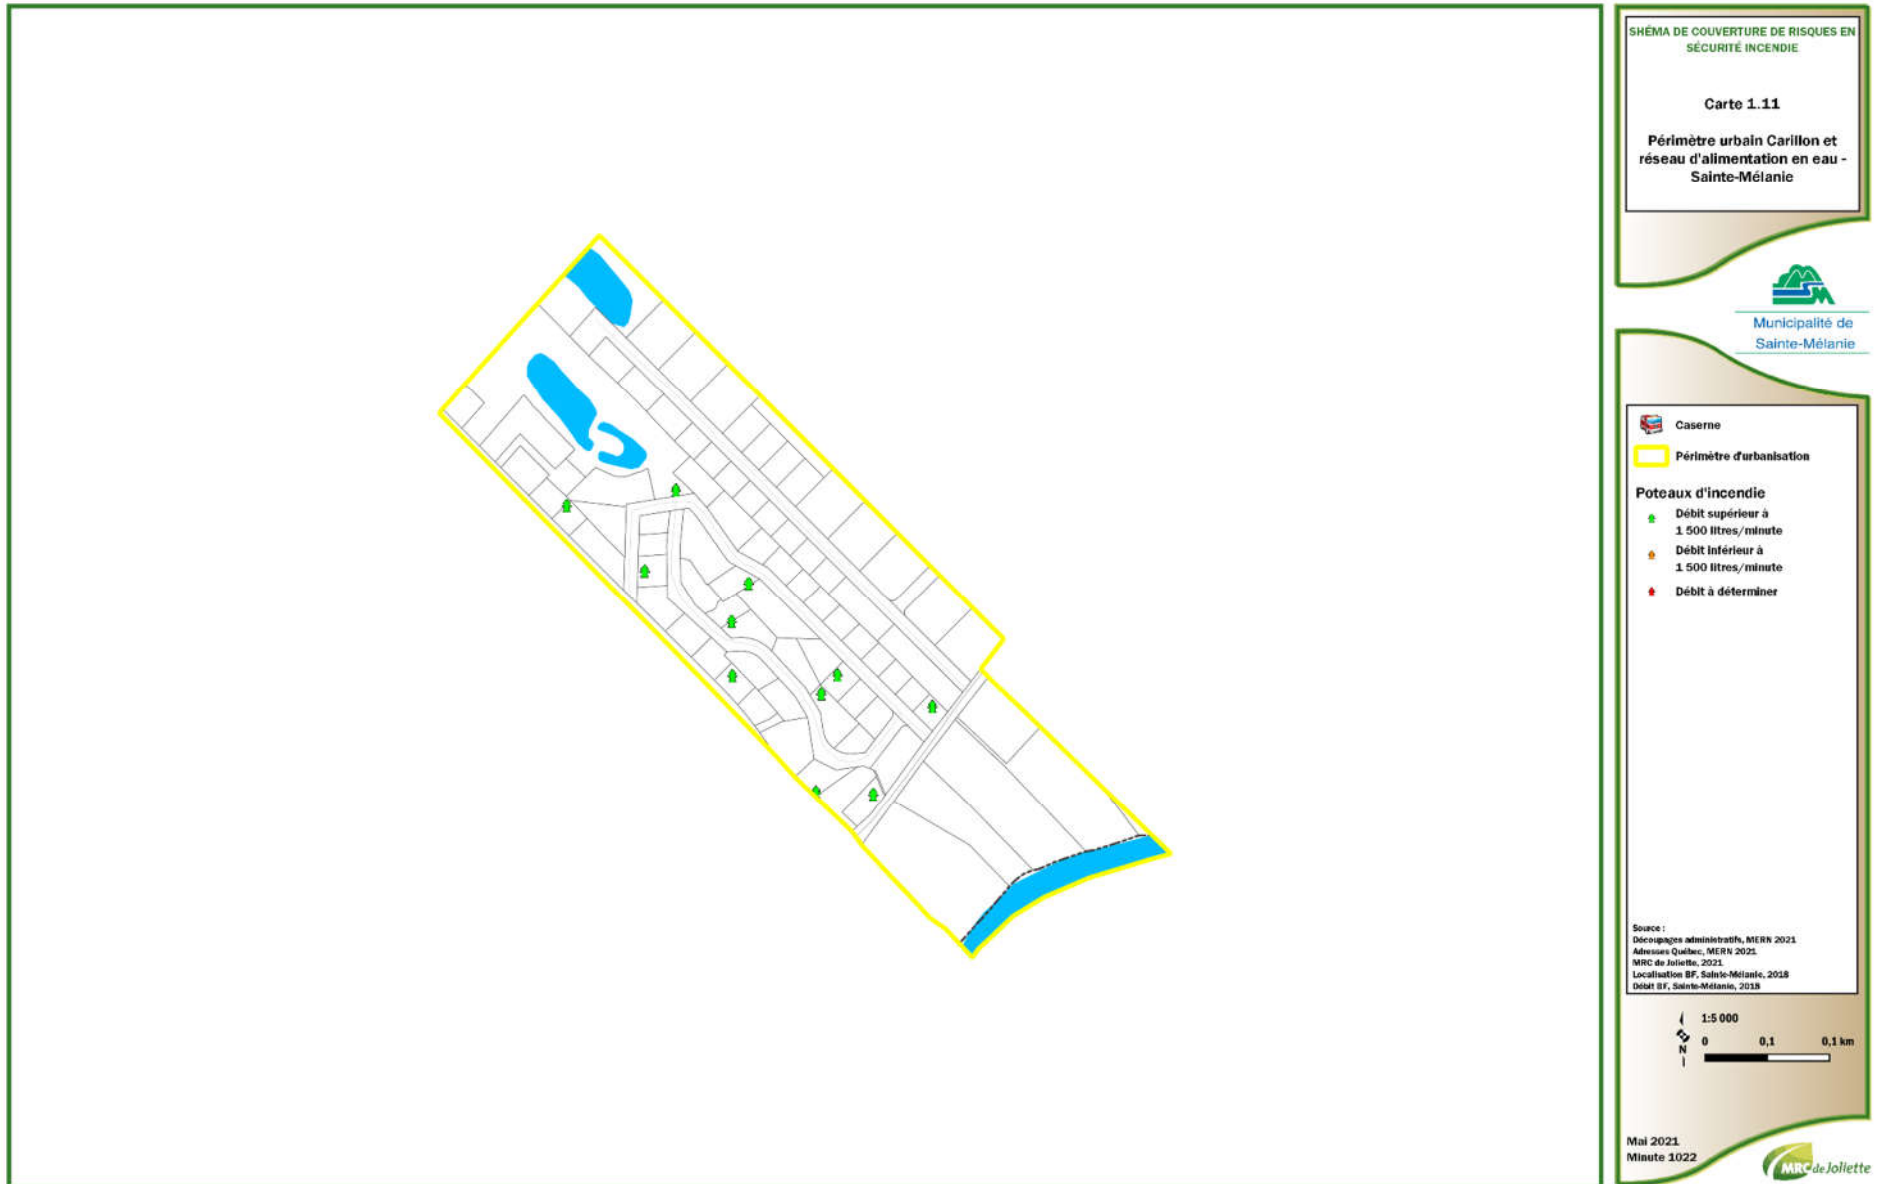 SHÉMA DE COUVERTURE DE RISQUES EN
SÉCURITÉ INCENDIE
Carte 1.11
Périmètre urbain Carillon et
réseau d'alimentation en eau -
Sainte-Mélanie
Municipalité de
Sainte-Mélanie
Caserne
Périmètre d'urbanisation
Poteaux d'incendie
Débit supérieur à
1 500 litres/minute
Débit inférieur à
1 500 litres/minute
Débit à déterminer
Source :
Découpages administratifs, MERN 2021
Adresses Québec, MERN 2021
MRC de Joliette, 2021
Localisation BF, Sainte-Mélanie, 2018
Débit BF, Sainte-Mélanie, 2018
1:5 000
0 0,1 0,1 km
N
Mai 2021
Minute 1022
MRC de Joliette